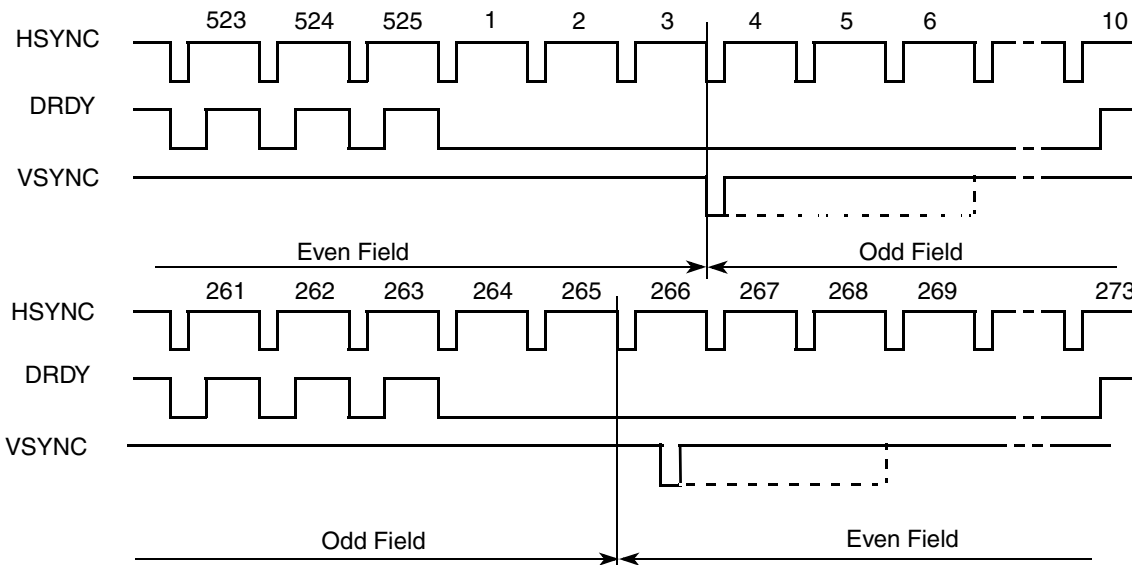 523 524 525 1 2 3 4 5 6 10
HSYNC
DRDY
VSYNC
Even Field Odd Field
261 262 263 264 265 266 267 268 269 273
HSYNC
DRDY
VSYNC
Odd Field Even Field